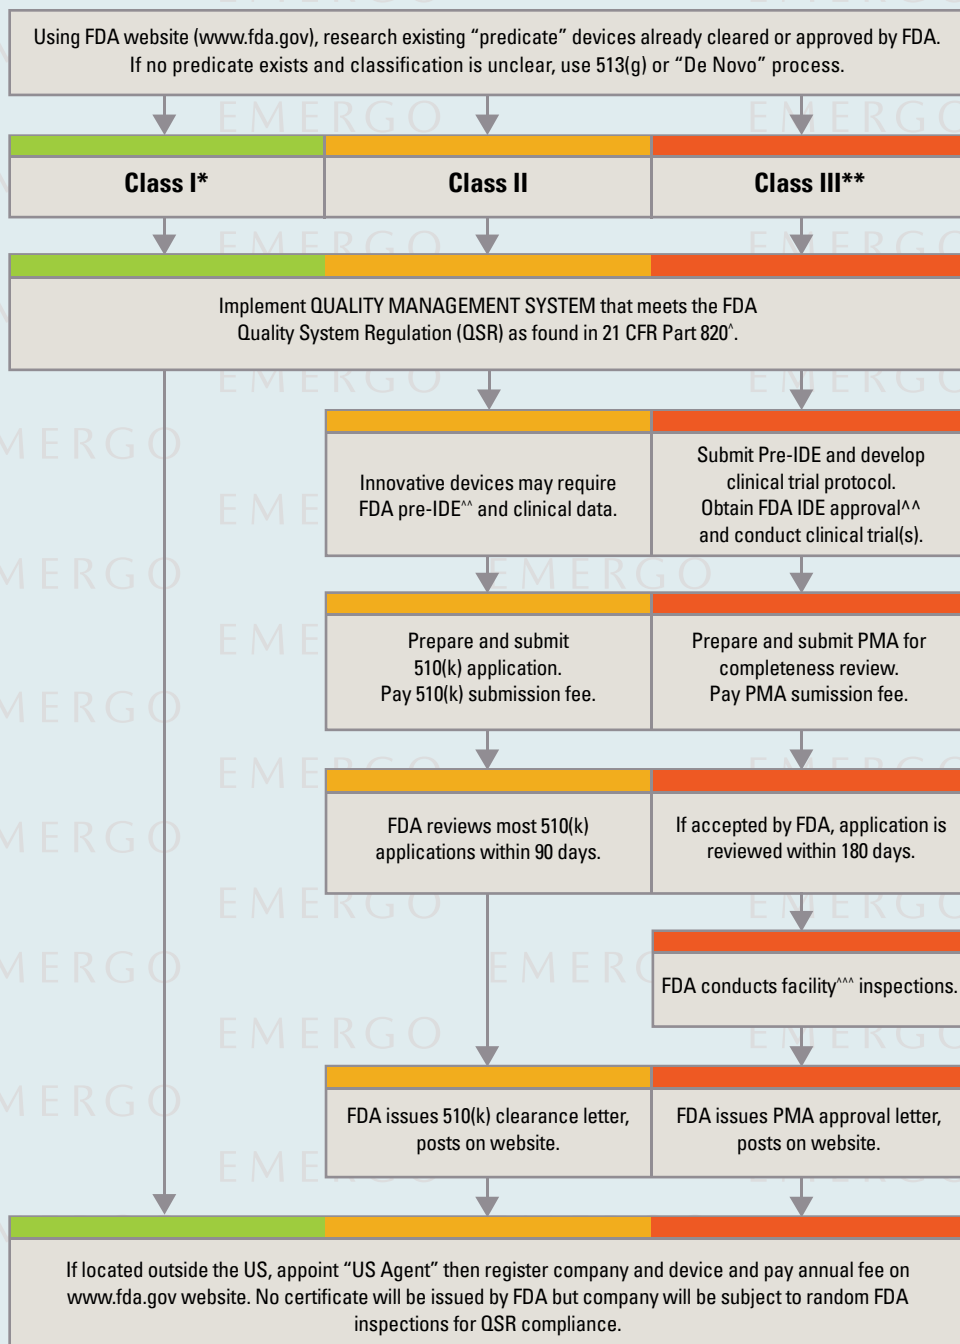 Using FDA website (www.fda.gov), research existing “predicate” devices already cleared or approved by FDA.
If no predicate exists and classification is unclear, use 513(g) or “De Novo” process.
Class I*
Class II
Class III**
Implement QUALITY MANAGEMENT SYSTEM that meets the FDA
Quality System Regulation (QSR) as found in 21 CFR Part 820^.
Innovative devices may require
FDA pre-IDE^^ and clinical data.
Submit Pre-IDE and develop
clinical trial protocol.
Obtain FDA IDE approval^^
and conduct clinical trial(s).
Prepare and submit
510(k) application.
Pay 510(k) submission fee.
Prepare and submit PMA for
completeness review.
Pay PMA sumission fee.
FDA reviews most 510(k)
applications within 90 days.
If accepted by FDA, application is
reviewed within 180 days.
FDA conducts facility^^^ inspections.
FDA issues 510(k) clearance letter,
posts on website.
FDA issues PMA approval letter,
posts on website.
If located outside the US, appoint “US Agent” then register company and device and pay annual fee on
www.fda.gov website. No certificate will be issued by FDA but company will be subject to random FDA
inspections for QSR compliance.
EMERGO